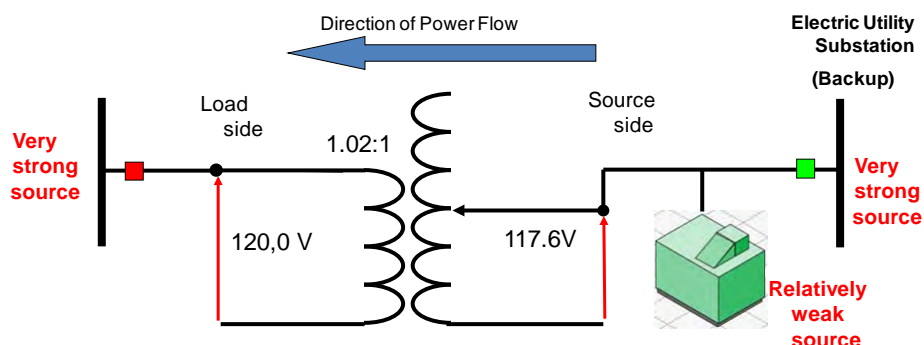 Direction of Power Flow
Electric Utility
Substation
(Backup)
Load
side
Source
side
Very
strong
source
1.02:1
Very
strong
source
120,0 V
117.6V
Relatively
weak
source